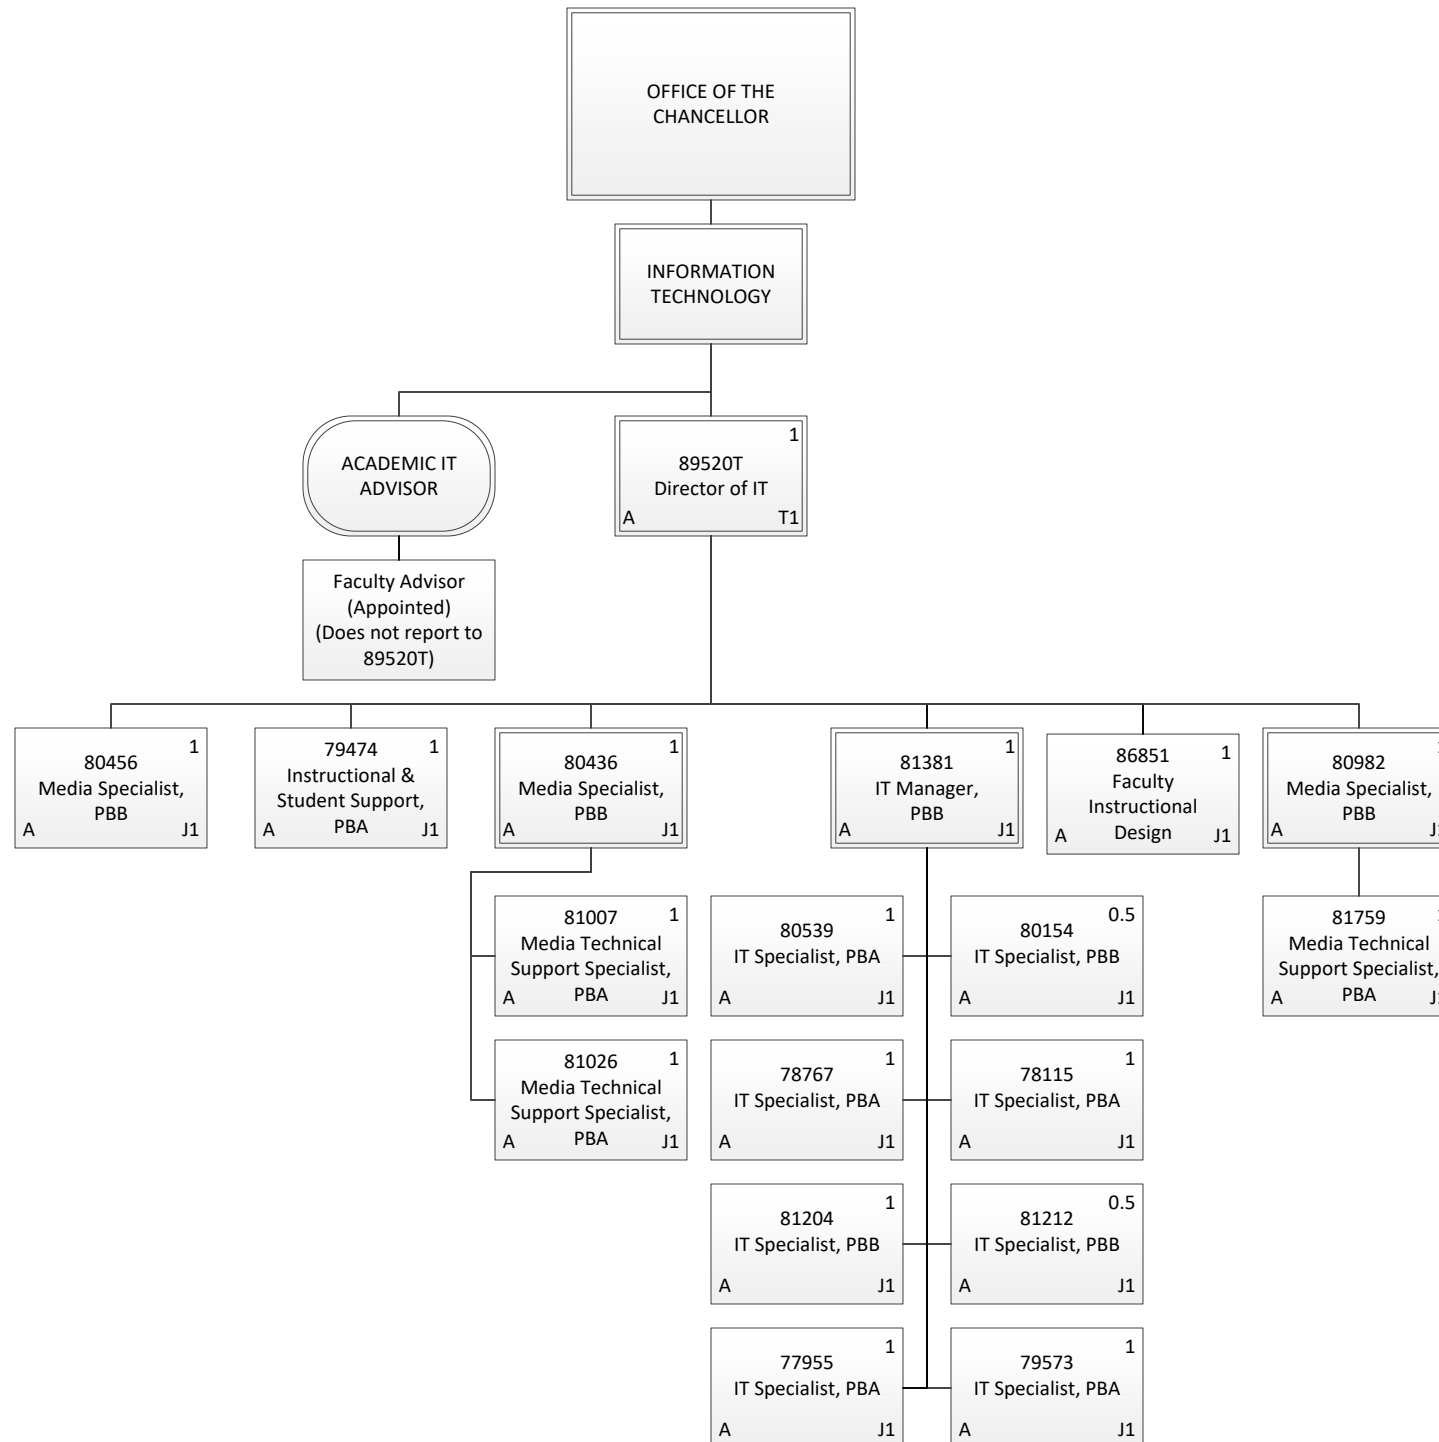 OFFICE OF THE
CHANCELLOR
INFORMATION
TECHNOLOGY
ACADEMIC IT
ADVISOR
1
89520T
Director of IT
A T1
Faculty Advisor
(Appointed)
(Does not report to
89520T)
1
80456
Media Specialist,
PBB
A J1
1
79474
Instructional &
Student Support,
PBA
A J1
1
80436
Media Specialist,
PBB
A J1
1
81381
IT Manager,
PBB
A J1
1
86851
Faculty
Instructional
Design
A J1
80982
Media Specialist,
PBB
A
81007 1
Media Technical
Support Specialist,
PBA
A J1
81026 1
Media Technical
Support Specialist,
PBA
A J1
1
80539
IT Specialist, PBA
A J1
0.5
80154
IT Specialist, PBB
A J1
81759
Media Technical
Support Specialist,
PBA
A
1
78767
IT Specialist, PBA
A J1
1
78115
IT Specialist, PBA
A J1
1
81204
IT Specialist, PBB
A J1
0.5
81212
IT Specialist, PBB
A J1
1
77955
IT Specialist, PBA
A J1
1
79573
IT Specialist, PBA
A J1